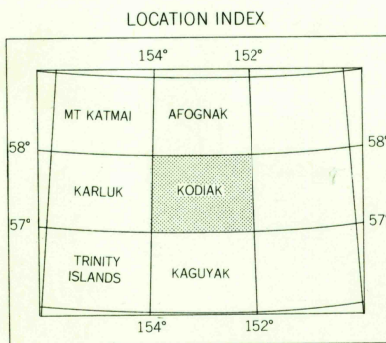 LOCATION INDEX
154° 152°
MT KATMAI AFOGNAK
58° 58°
KARLUK KODIAK
57° 57°
TRINITY
ISLANDS KAGUYAK
154° 152°